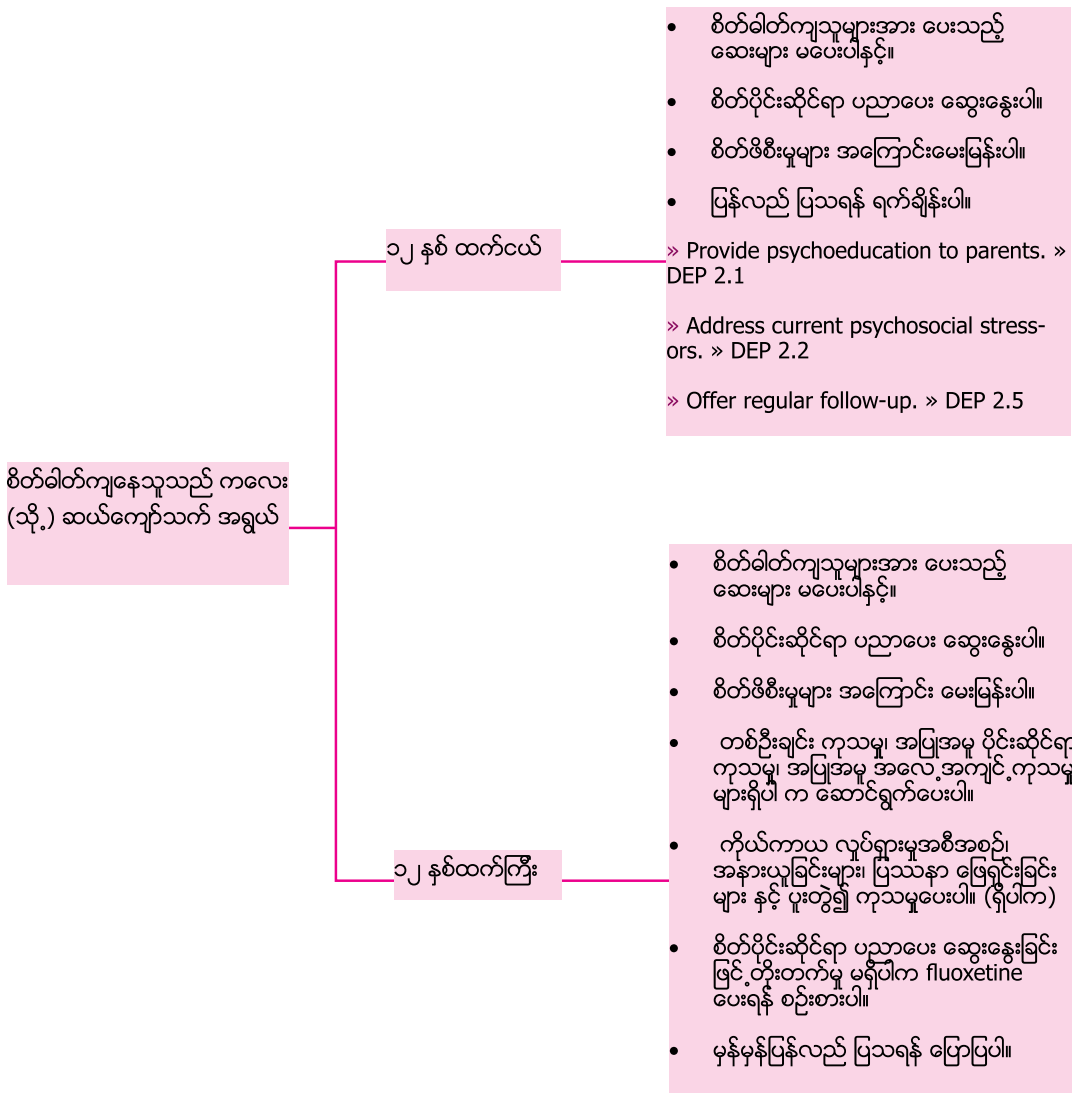 စိတ်ဓါတ်ကျနေသူသည် ကလေး
(သို့) ဆယ်ကျော်သက် အရွယ်
၁၂ နှစ် ထက်ငယ်
• စိတ်ဓါတ်ကျသူများအား ပေးသည့်
ဆေးများ မပေးပါနှင့်။
• စိတ်ပိုင်းဆိုင်ရာ ပညာပေး ဆွေးနွေးပါ။
• စိတ်ဖိစီးမှုများ အကြောင်းမေးမြန်းပါ။
• ပြန်လည် ပြသရန် ရက်ချိန်းပါ။
» Provide psychoeducation to parents. »
DEP 2.1
» Address current psychosocial stress-
ors. » DEP 2.2
» Offer regular follow-up. » DEP 2.5
၁၂ နှစ်ထက်ကြီး
• စိတ်ဓါတ်ကျသူများအား ပေးသည့်
ဆေးများ မပေးပါနှင့်။
• စိတ်ပိုင်းဆိုင်ရာ ပညာပေး ဆွေးနွေးပါ။
• စိတ်ဖိစီးမှုများ အကြောင်း မေးမြန်းပါ။
• တစ်ဦးချင်း ကုသမှု၊ အပြုအမူ ပိုင်းဆိုင်ရာ
ကုသမှု၊ အပြုအမူ အလေ့အကျင့်ကုသမှု
များရှိပါ က ဆောင်ရွက်ပေးပါ။
• ကိုယ်ကာယ လှုပ်ရှားမှုအစီအစဉ်၊
အနားယူခြင်းများ၊ ပြဿနာ ဖြေရှင်းခြင်း
များ နှင့် ပူးတွဲ၍ ကုသမှုပေးပါ။ (ရှိပါက)
• စိတ်ပိုင်းဆိုင်ရာ ပညာပေး ဆွေးနွေးခြင်း
ဖြင့်တိုးတက်မှု မရှိပါက fluoxetine
ပေးရန် စဉ်းစားပါ။
• မှန်မှန်ပြန်လည် ပြသရန် ပြောပြပါ။